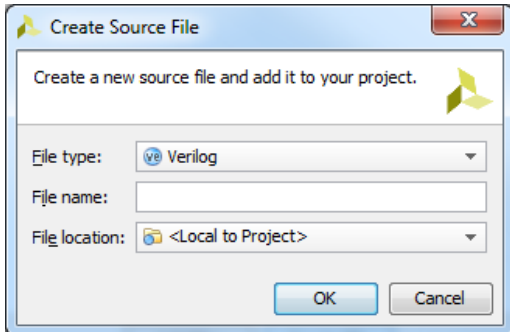 Create Source File
Create a new source file and add it to your project.
File type: ve Verilog
File name:
File location: <Local to Project>
OK Cancel